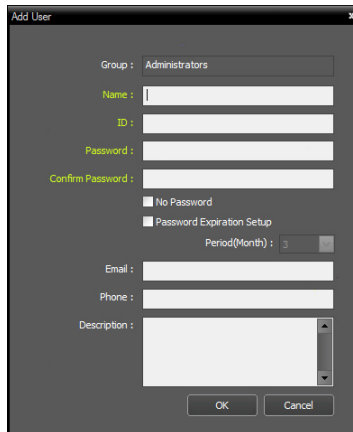 Add User x
Group : Administrators
Name :
ID :
Password :
Confirm Password :
No Password
Password Expiration Setup
Period(Month) : 3
Email :
Phone :
Description :
OK Cancel